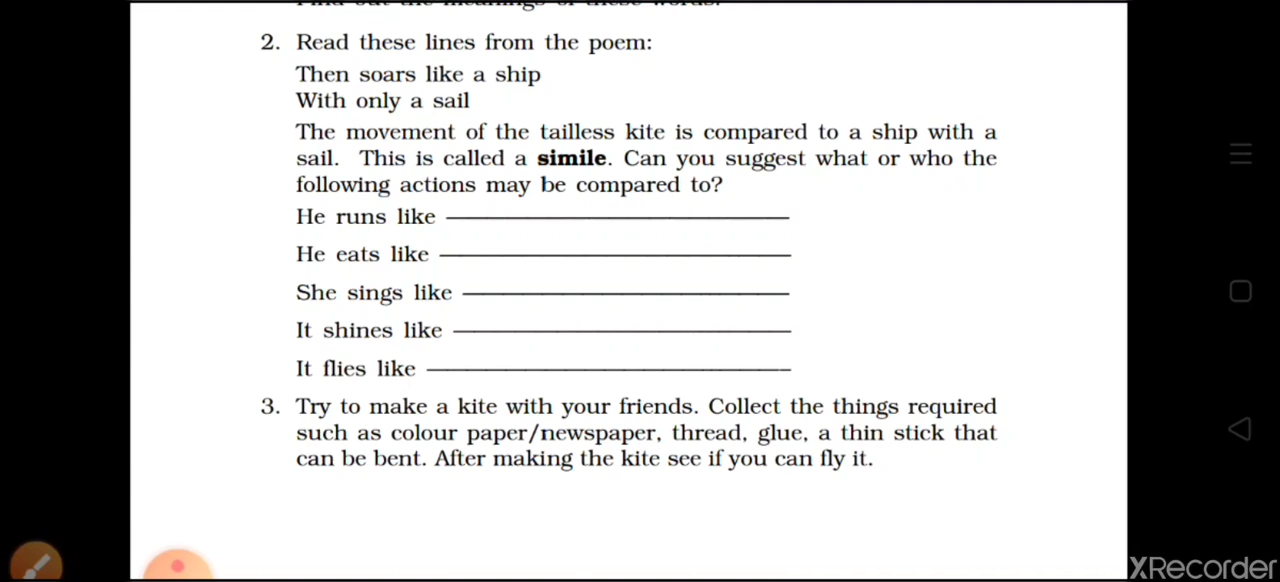 2. Read these lines from the poem:
Then soars like a ship
With only a sail
The movement of the tailless kite is compared to a ship with a
sail. This is called a simile. Can you suggest what or who the
following actions may be compared to?
He runs like
He eats like
She sings like
It shines like
It flies like
3. Try to make a kite with your friends. Collect the things required
such as colour paper/newspaper, thread, glue, a thin stick that
can be bent. After making the kite see if you can fly it.
XRecorder